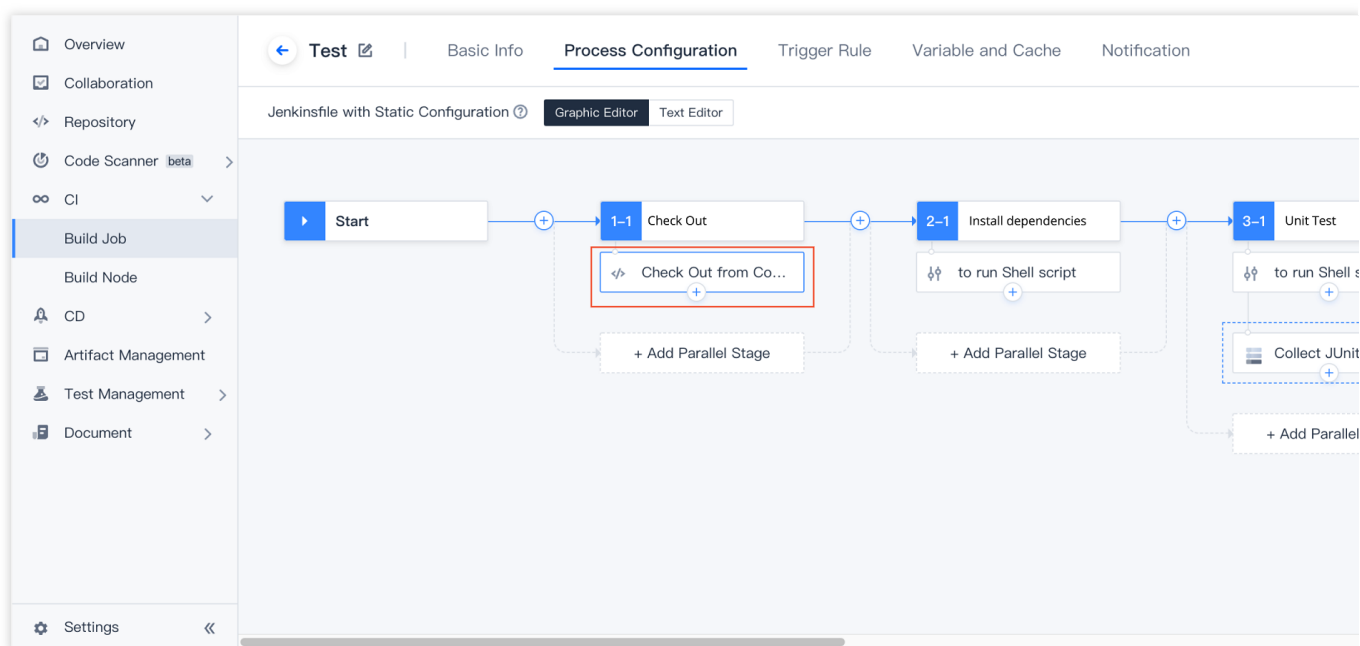 Overview
Collaboration
Repository
Code Scanner beta
CI
Build Job
Build Node
CD
Artifact Management
Test Management
Document
Settings
Test
Basic Info
Process Configuration
Trigger Rule
Variable and Cache
Notification
Jenkinsfile with Static Configuration ?
Graphic Editor
Text Editor
Start
1-1 Check Out
Check Out from Co...
+ Add Parallel Stage
2-1 Install dependencies
to run Shell script
+ Add Parallel Stage
3-1 Unit Test
to run Shell s
Collect JUnit
+ Add Parallel